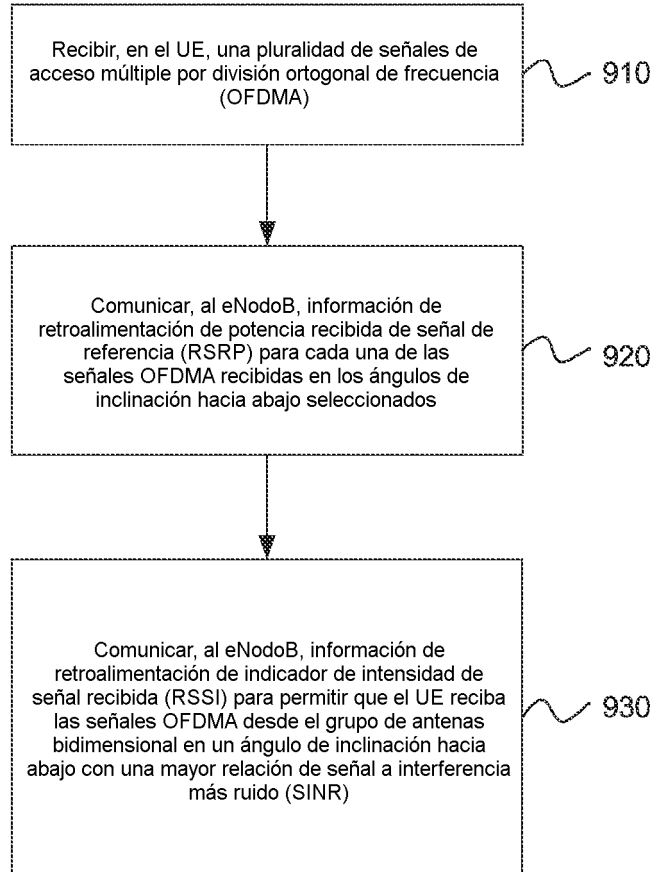 Recibir, en el UE, una pluralidad de señales de
acceso múltiple por división ortogonal de frecuencia
(OFDMA)
910
Comunicar, al eNodoB, información de
retroalimentación de potencia recibida de señal de
referencia (RSRP) para cada una de las
señales OFDMA recibidas en los ángulos de
inclinación hacia abajo seleccionados
920
Comunicar, al eNodoB, información de
retroalimentación de indicador de intensidad de
señal recibida (RSSI) para permitir que el UE reciba
las señales OFDMA desde el grupo de antenas
bidimensional en un ángulo de inclinación hacia
abajo con una mayor relación de señal a interferencia
más ruido (SINR)
930